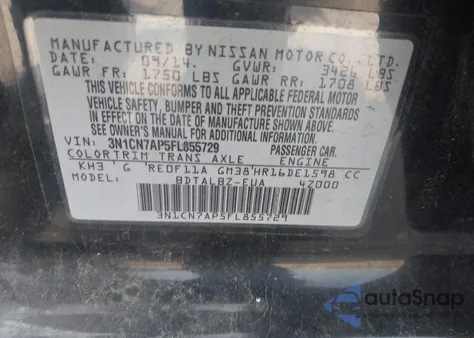 MANUFACTURED BY NISSAN MOTOR CO., LTD.
DATE: 09/14. GVWR: 3426 LBS
GAWR FR: 1750 LBS GAWR RR: 1708 LBS
THIS VEHICLE CONFORMS TO ALL APPLICABLE FEDERAL MOTOR
VEHICLE SAFETY, BUMPER AND THEFT PREVENTION STANDARDS
IN EFFECT ON THE DATE OF MANUFACTURE SHOWN ABOVE.
SEE OWNER'S MANUAL FOR ADDITIONAL INFORMATION.
VIN: 3N1CN7AP5FL855729 PASSENGER CAR.
COLOR TRIM TRANS AXLE ENGINE
KH3 G RE0F11A GM38 HR16DE 1598 CC
MODEL: BDTALBZ-EUA 42000
3N1CN7AP5FL855729
autoSnap